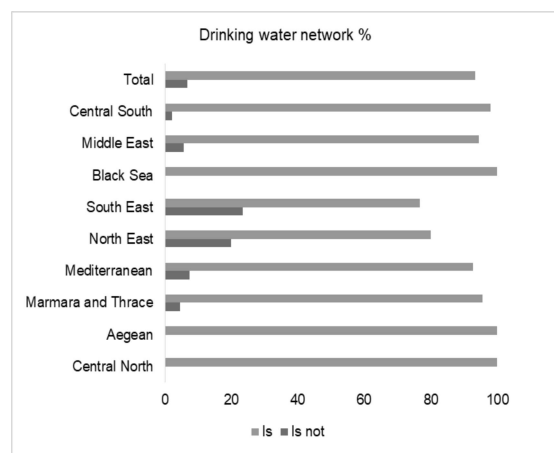 Drinking water network %
Total
Central South
Middle East
Black Sea
South East
North East
Mediterranean
Marmara and Thrace
Aegean
Central North
0 20 40 60 80 100
Is Is not